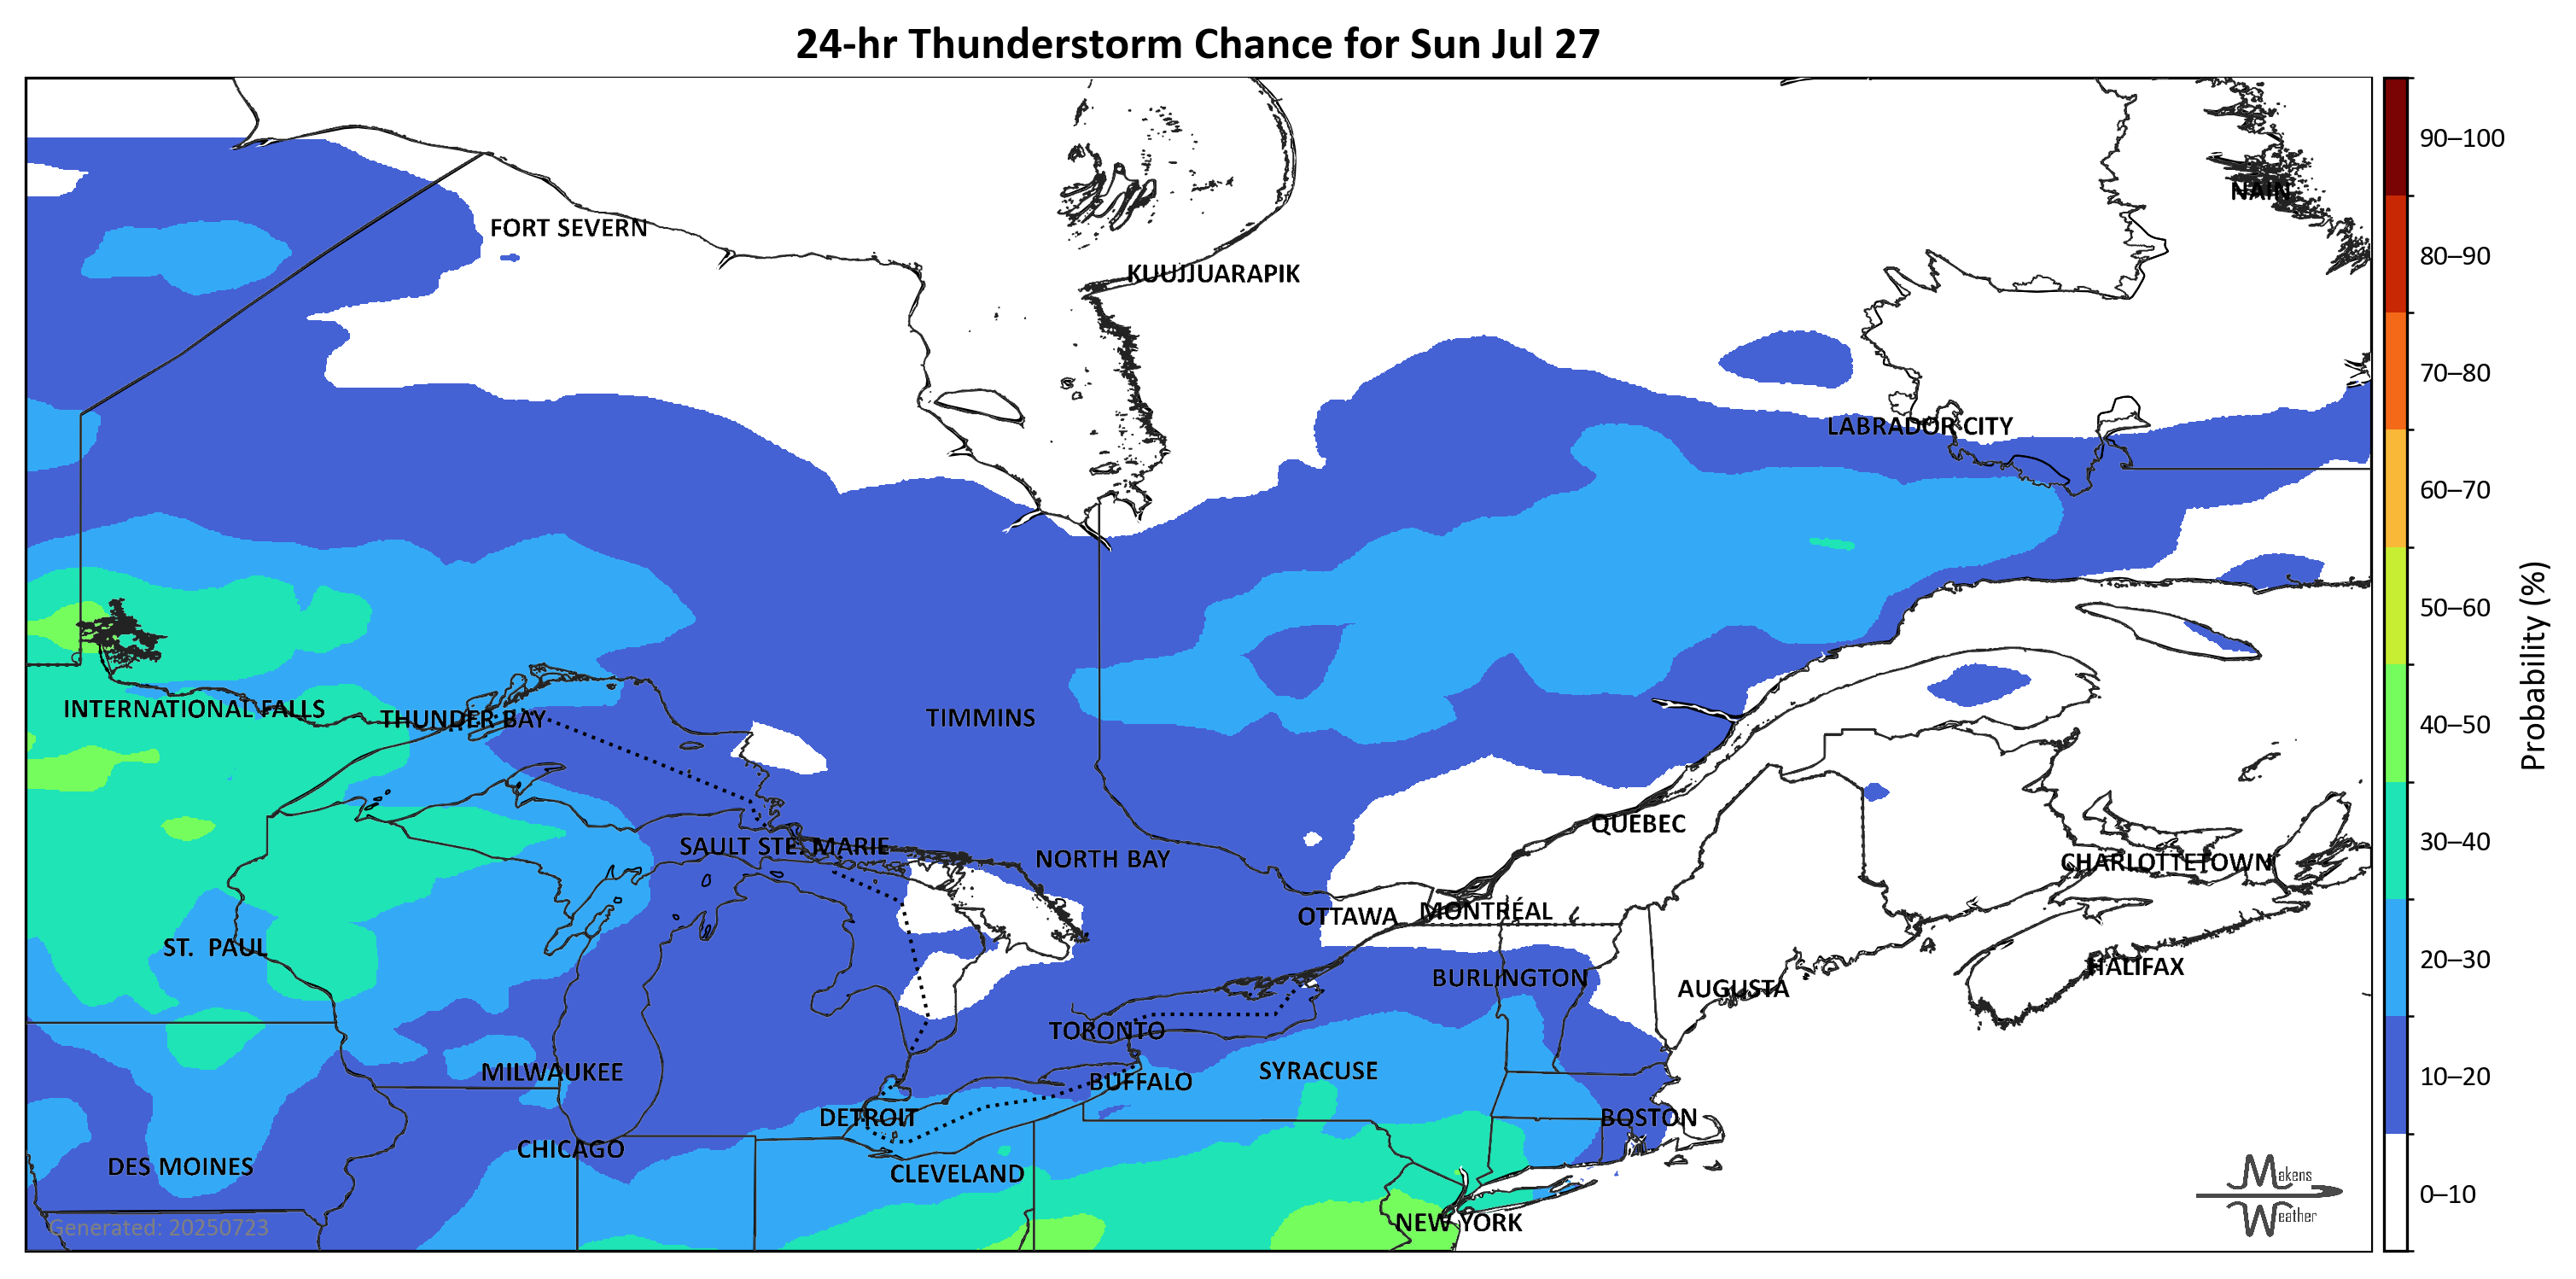 24-hr Thunderstorm Chance for Sun Jul 27
90–100
NAIN
FORT SEVERN
80–90
KUUJJUARAPIK
70–80
LABRADOR CITY
60–70
50–60
Probability (%)
INTERNATIONAL FALLS
THUNDER BAY
TIMMINS
40–50
QUEBEC
SAULT STE. MARIE
30–40
NORTH BAY
CHARLOTTETOWN
OTTAWA
MONTRÉAL
ST. PAUL
20–30
HALIFAX
BURLINGTON
AUGUSTA
TORONTO
MILWAUKEE
SYRACUSE
10–20
BUFFALO
DETROIT
BOSTON
CHICAGO
DES MOINES
CLEVELAND
Makens
Weather
0–10
NEW YORK
Generated: 20250723